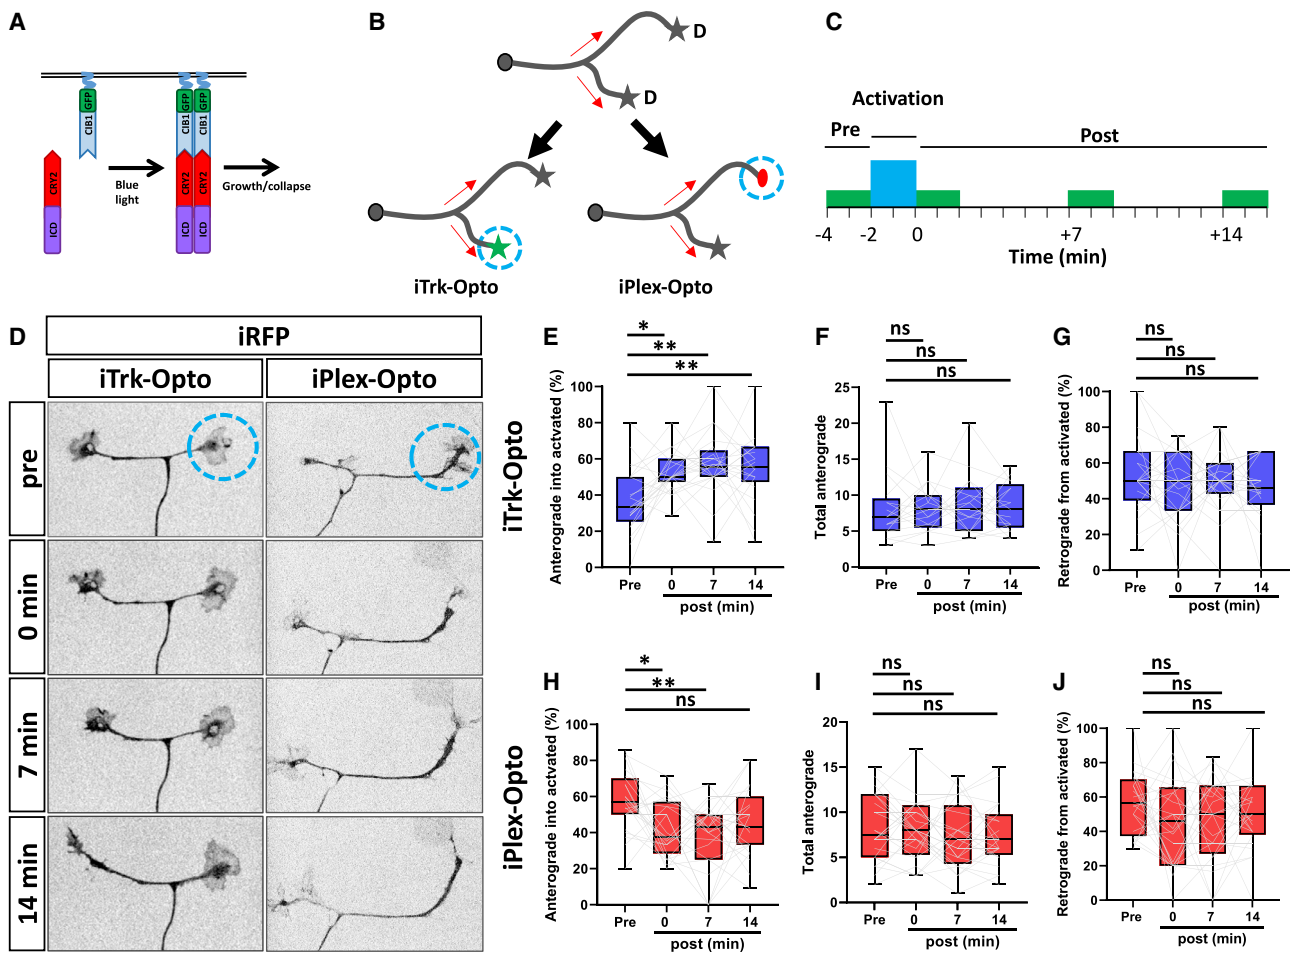 A
GFP
CIB1
CRY2
ICD
Blue
light
GFP
GFP
CIB1
CIB1
CRY2
CRY2
ICD
ICD
Growth/collapse
B
D
D
iTrk-Opto
iPlex-Opto
C
Activation
Pre
Post
-4
-2
0
+7
+14
Time (min)
D
iRFP
iTrk-Opto
iPlex-Opto
pre
0 min
7 min
14 min
iTrk-Opto
E
*
**
**
Anterograde into actvated (%)
100
80
60
40
20
0
Pre
0
7
14
post (min)
F
ns
ns
ns
Total anterograde
25
20
15
10
5
0
Pre
0
7
14
post (min)
G
ns
ns
ns
Retrograde from activated (%)
100
80
60
40
20
0
Pre
0
7
14
post (min)
iPlex-Opto
H
*
**
ns
Anterograde into actvated (%)
100
80
60
40
20
0
Pre
0
7
14
post (min)
I
ns
ns
ns
Total anterograde
20
15
10
5
0
Pre
0
7
14
post (min)
J
ns
ns
ns
Retrograde from activated (%)
100
80
60
40
20
0
Pre
0
7
14
post (min)